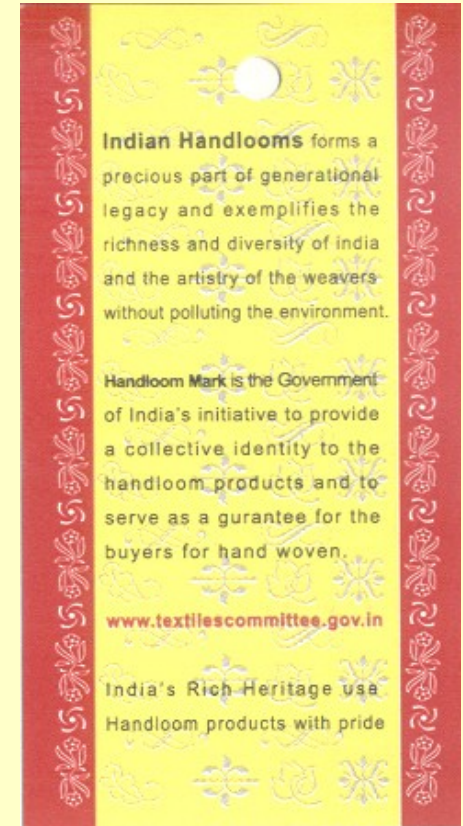 Indian Handlooms forms a
precious part of generational
legacy and exemplifies the
richness and diversity of india
and the artistry of the weavers
without polluting the environment.
Handloom Mark is the Government
of India's initiative to provide
a collective identity to the
handloom products and to
serve as a gurantee for the
buyers for hand woven.
www.textilescommittee.gov.in
India's Rich Heritage usa
Handloom products with pride